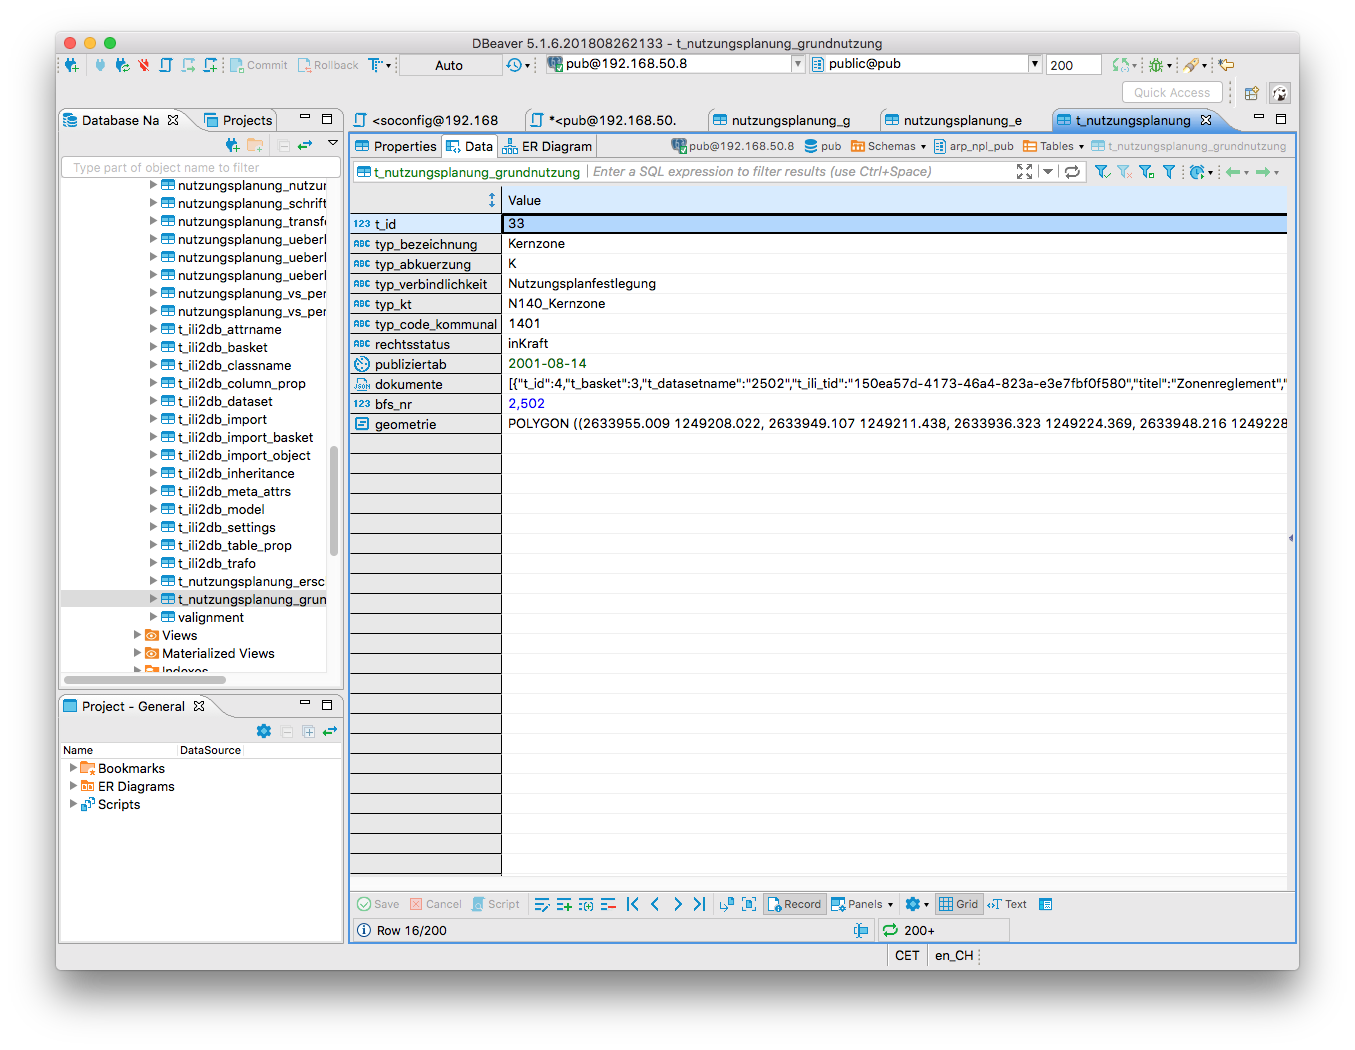 DBeaver 5.1.6.201808262133 - t_nutzungsplanung_grundnutzung
Commit
Rollback
Auto
pub@192.168.50.8
public@pub
200
Quick Access
Database Na
Projects
<soconfig@192.168
*<pub@192.168.50.
nutzungsplanung_g
nutzungsplanung_e
t_nutzungsplanung
Type part of object name to filter
nutzungsplanung_nutzur
nutzungsplanung_schrift
nutzungsplanung_transfo
nutzungsplanung_ueberl
nutzungsplanung_ueberl
nutzungsplanung_ueberl
nutzungsplanung_vs_per
nutzungsplanung_vs_per
t_ili2db_attrname
t_ili2db_basket
t_ili2db_classname
t_ili2db_column_prop
t_ili2db_dataset
t_ili2db_import
t_ili2db_import_basket
t_ili2db_import_object
t_ili2db_inheritance
t_ili2db_meta_attrs
t_ili2db_model
t_ili2db_settings
t_ili2db_table_prop
t_ili2db_trafo
t_nutzungsplanung_ersc
t_nutzungsplanung_grun
valignment
Views
Materialized Views
Indexes
Properties
Data
ER Diagram
pub@192.168.50.8
pub
Schemas
arp_npl_pub
Tables
t_nutzungsplanung_grundnutzung
t_nutzungsplanung_grundnutzung
Enter a SQL expression to filter results (use Ctrl+Space)
Value
123 t_id 33
ABC typ_bezeichnung Kernzone
ABC typ_abkuerzung K
ABC typ_verbindlichkeit Nutzungsplanfestlegung
ABC typ_kt N140_Kernzone
ABC typ_code_kommunal 1401
ABC rechtsstatus inKraft
publiziertab 2001-08-14
JSON dokumente [{"t_id":4,"t_basket":3,"t_datasetname":"2502","t_ili_tid":"150ea57d-4173-46a4-823a-e3e7fbf0f580","titel":"Zonenreglement","
123 bfs_nr 2,502
geometrie POLYGON ((2633955.009 1249208.022, 2633949.107 1249211.438, 2633936.323 1249224.369, 2633948.216 1249228
Project - General
Name
DataSource
Bookmarks
ER Diagrams
Scripts
Save
Cancel
Script
Record
Panels
Grid
Text
Row 16/200
200+
CET
en_CH